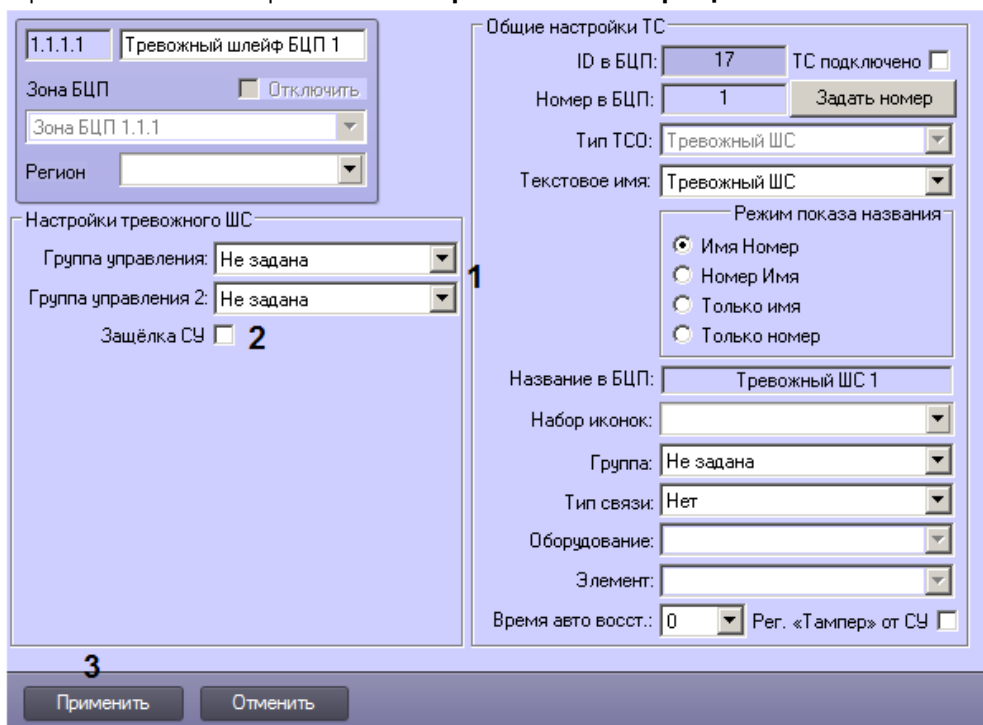 1.1.1.1 Тревожный шлейф БЦП 1
Зона БЦП Отключить
Зона БЦП 1.1.1
Регион
Настройки тревожного ШС
Группа управления: Не задана
1
Группа управления 2: Не задана
Защёлка СУ 2
Общие настройки ТС
ID в БЦП: 17 ТС подключено
Номер в БЦП: 1 Задать номер
Тип ТСО: Тревожный ШС
Текстовое имя: Тревожный ШС
Режим показа названия
Имя Номер
Номер Имя
Только имя
Только номер
Название в БЦП: Тревожный ШС 1
Набор иконок:
Группа: Не задана
Тип связи: Нет
Оборудование:
Элемент:
Время авто восст.: 0 Рег. «Тампер» от СУ
3
Применить Отменить